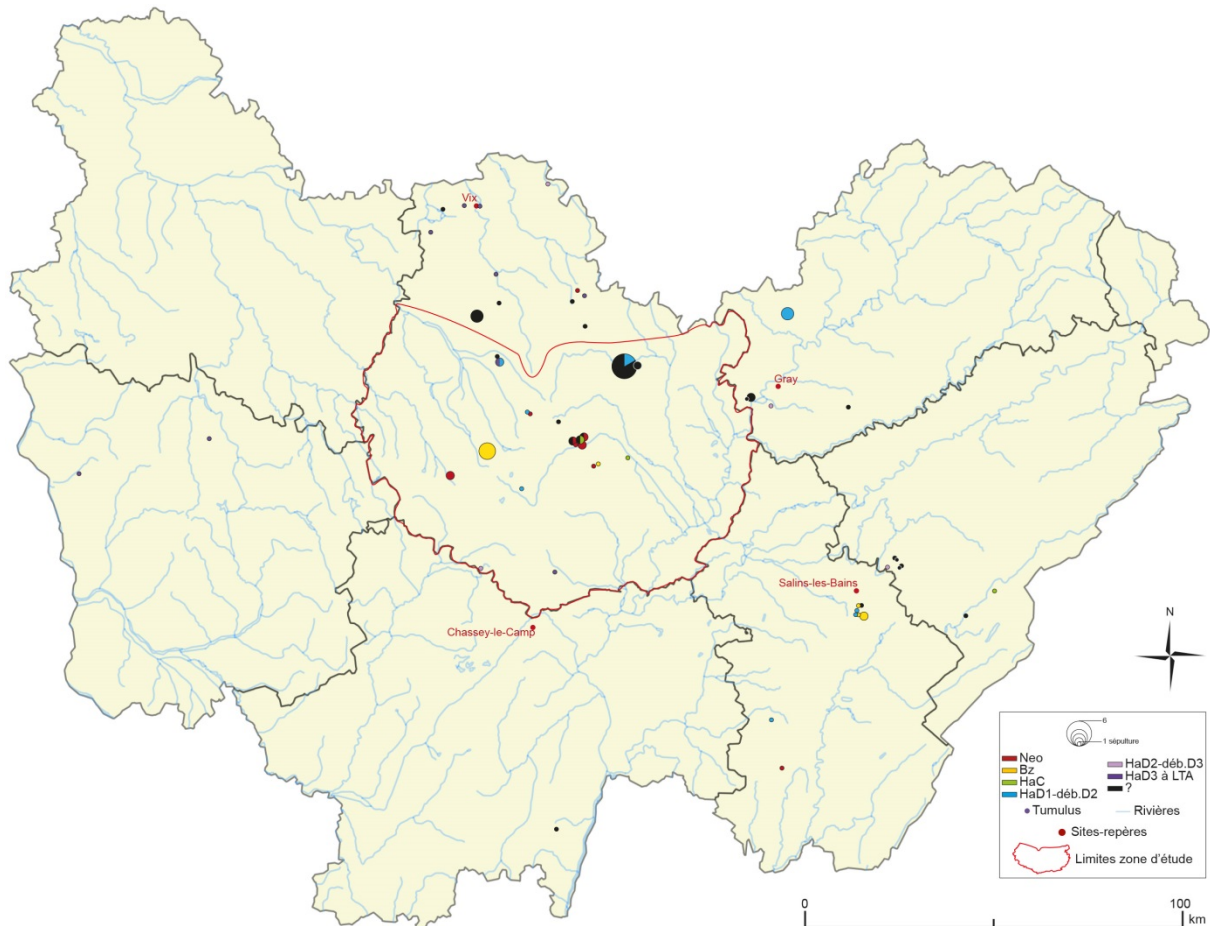 Vix
Gray
Salins-les-Bains
Chassey-le-Camp
N
6
1 sépulture
Neo
Bz
HaC
HaD1-déb.D2
HaD2-déb.D3
HaD3 à LTA
?
Tumulus
Rivières
Sites-repères
Limites zone d'étude
0
100
km